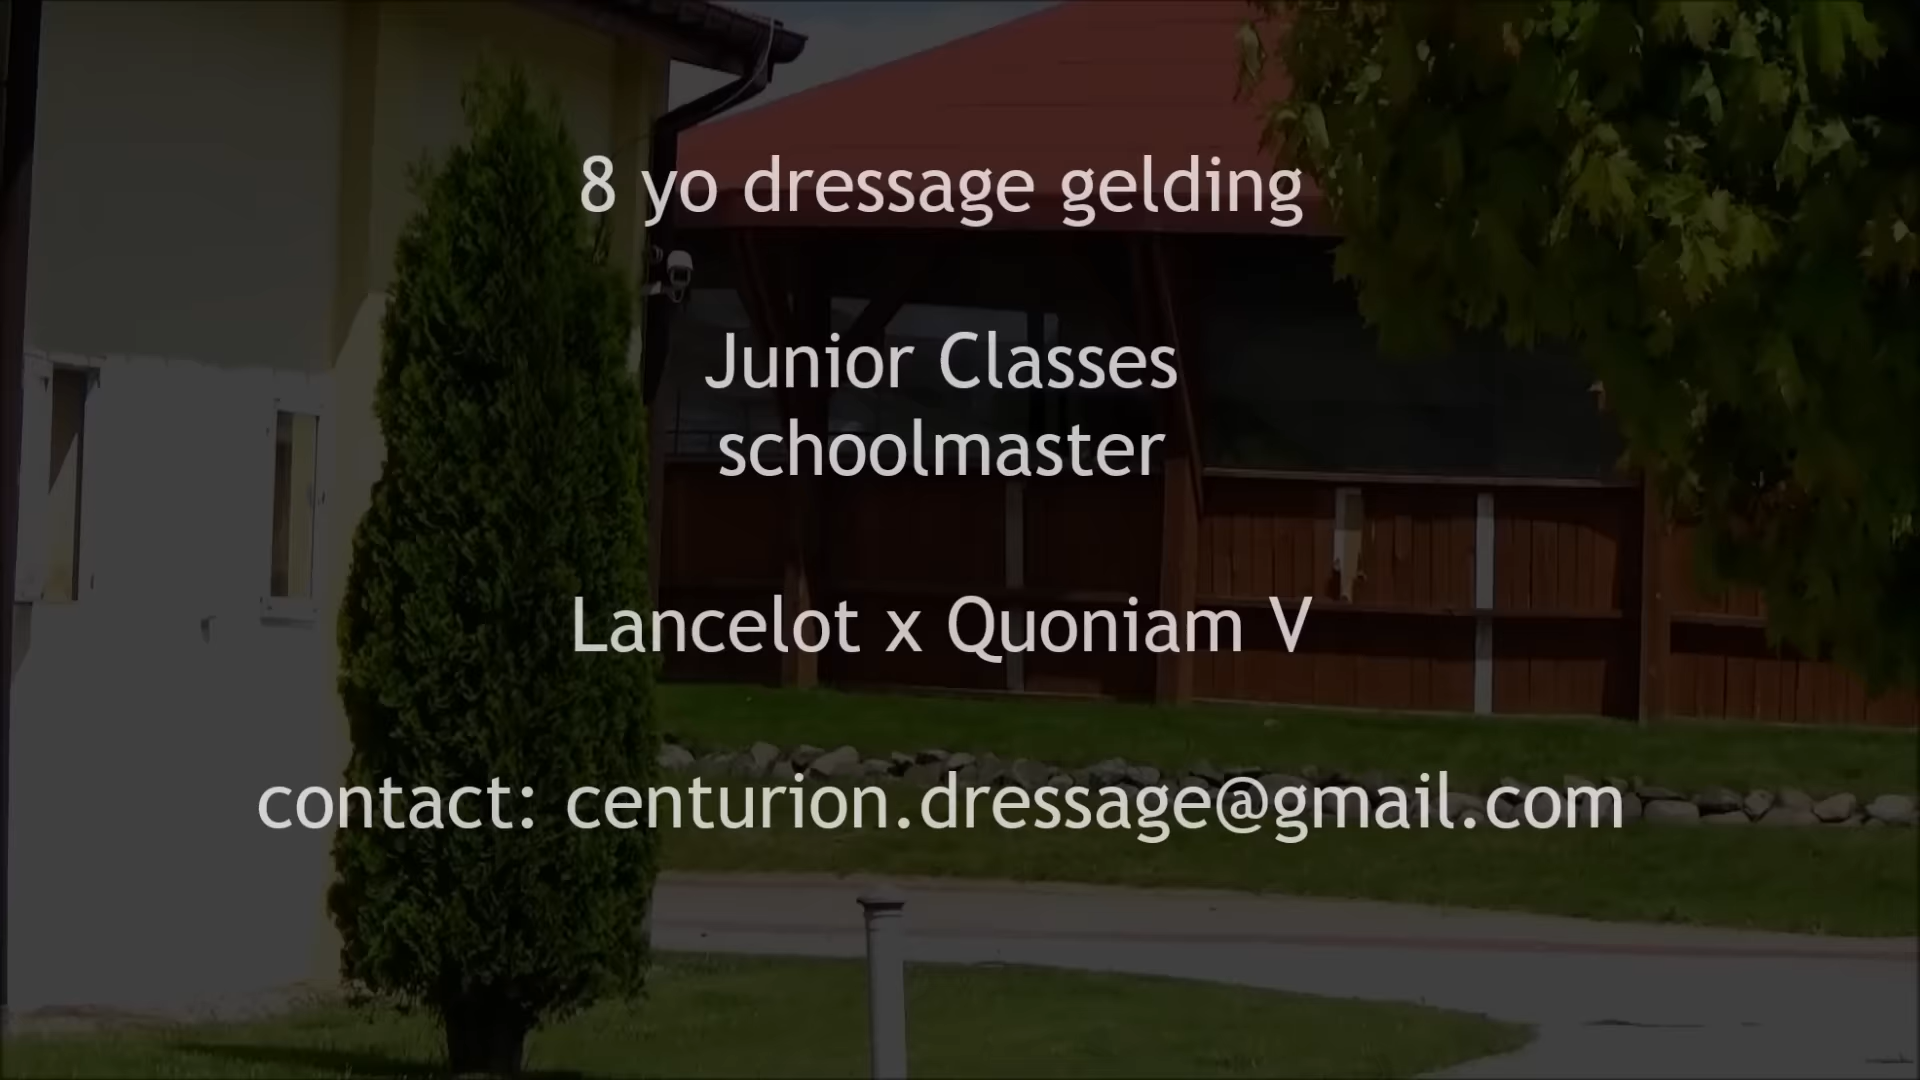 8 yo dressage gelding
Junior Classes
schoolmaster
Lancelot x Quoniam V
contact: centurion.dressage@gmail.com